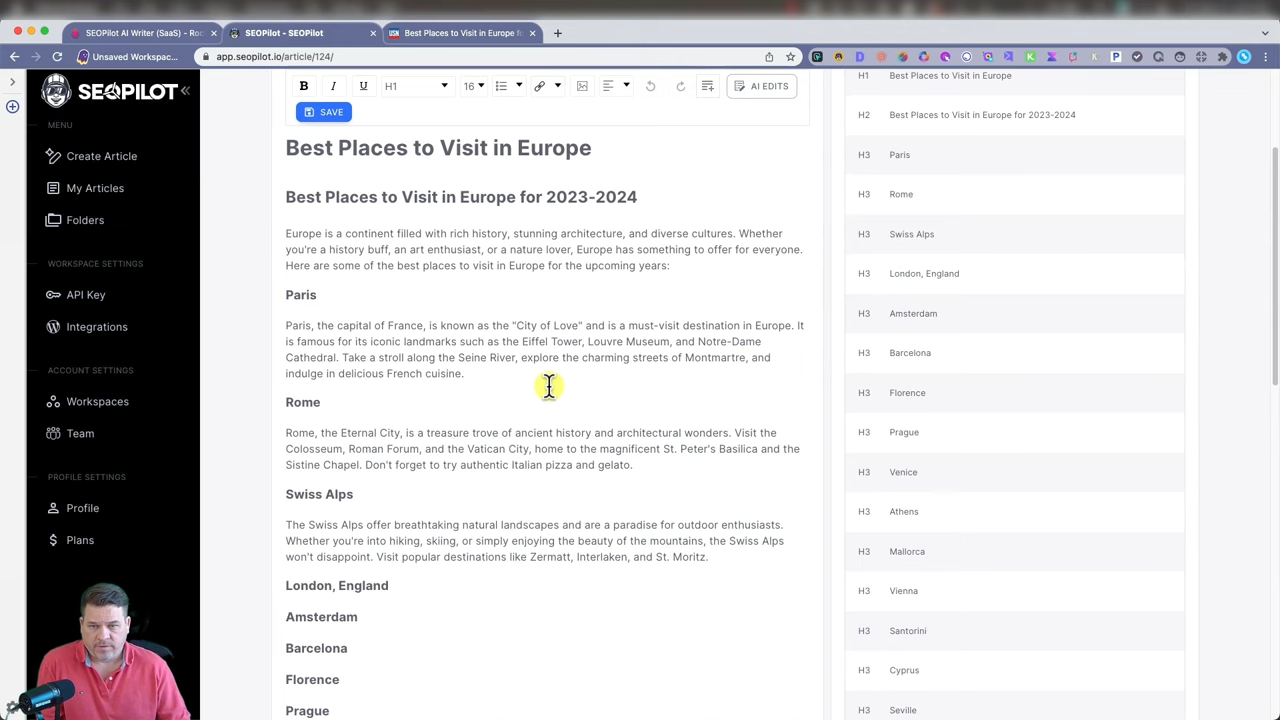 SEOPilot AI Writer (SaaS) - Roc
SEOPilot - SEOPilot
USN
Best Places to Visit in Europe fo
Unsaved Workspac...
app.seopilot.io/article/124/
SEOPILOT
MENU
Create Article
My Articles
Folders
WORKSPACE SETTINGS
API Key
Integrations
ACCOUNT SETTINGS
Workspaces
Team
PROFILE SETTINGS
Profile
Plans
B I U H1 16 AI EDITS
SAVE
Best Places to Visit in Europe
Best Places to Visit in Europe for 2023-2024
Europe is a continent filled with rich history, stunning architecture, and diverse cultures. Whether
you're a history buff, an art enthusiast, or a nature lover, Europe has something to offer for everyone.
Here are some of the best places to visit in Europe for the upcoming years:
Paris
Paris, the capital of France, is known as the "City of Love" and is a must-visit destination in Europe. It
is famous for its iconic landmarks such as the Eiffel Tower, Louvre Museum, and Notre-Dame
Cathedral. Take a stroll along the Seine River, explore the charming streets of Montmartre, and
indulge in delicious French cuisine.
Rome
Rome, the Eternal City, is a treasure trove of ancient history and architectural wonders. Visit the
Colosseum, Roman Forum, and the Vatican City, home to the magnificent St. Peter's Basilica and the
Sistine Chapel. Don't forget to try authentic Italian pizza and gelato.
Swiss Alps
The Swiss Alps offer breathtaking natural landscapes and are a paradise for outdoor enthusiasts.
Whether you're into hiking, skiing, or simply enjoying the beauty of the mountains, the Swiss Alps
won't disappoint. Visit popular destinations like Zermatt, Interlaken, and St. Moritz.
London, England
Amsterdam
Barcelona
Florence
Prague
H1 Best Places to Visit in Europe
H2 Best Places to Visit in Europe for 2023-2024
H3 Paris
H3 Rome
H3 Swiss Alps
H3 London, England
H3 Amsterdam
H3 Barcelona
H3 Florence
H3 Prague
H3 Venice
H3 Athens
H3 Mallorca
H3 Vienna
H3 Santorini
H3 Cyprus
H3 Seville